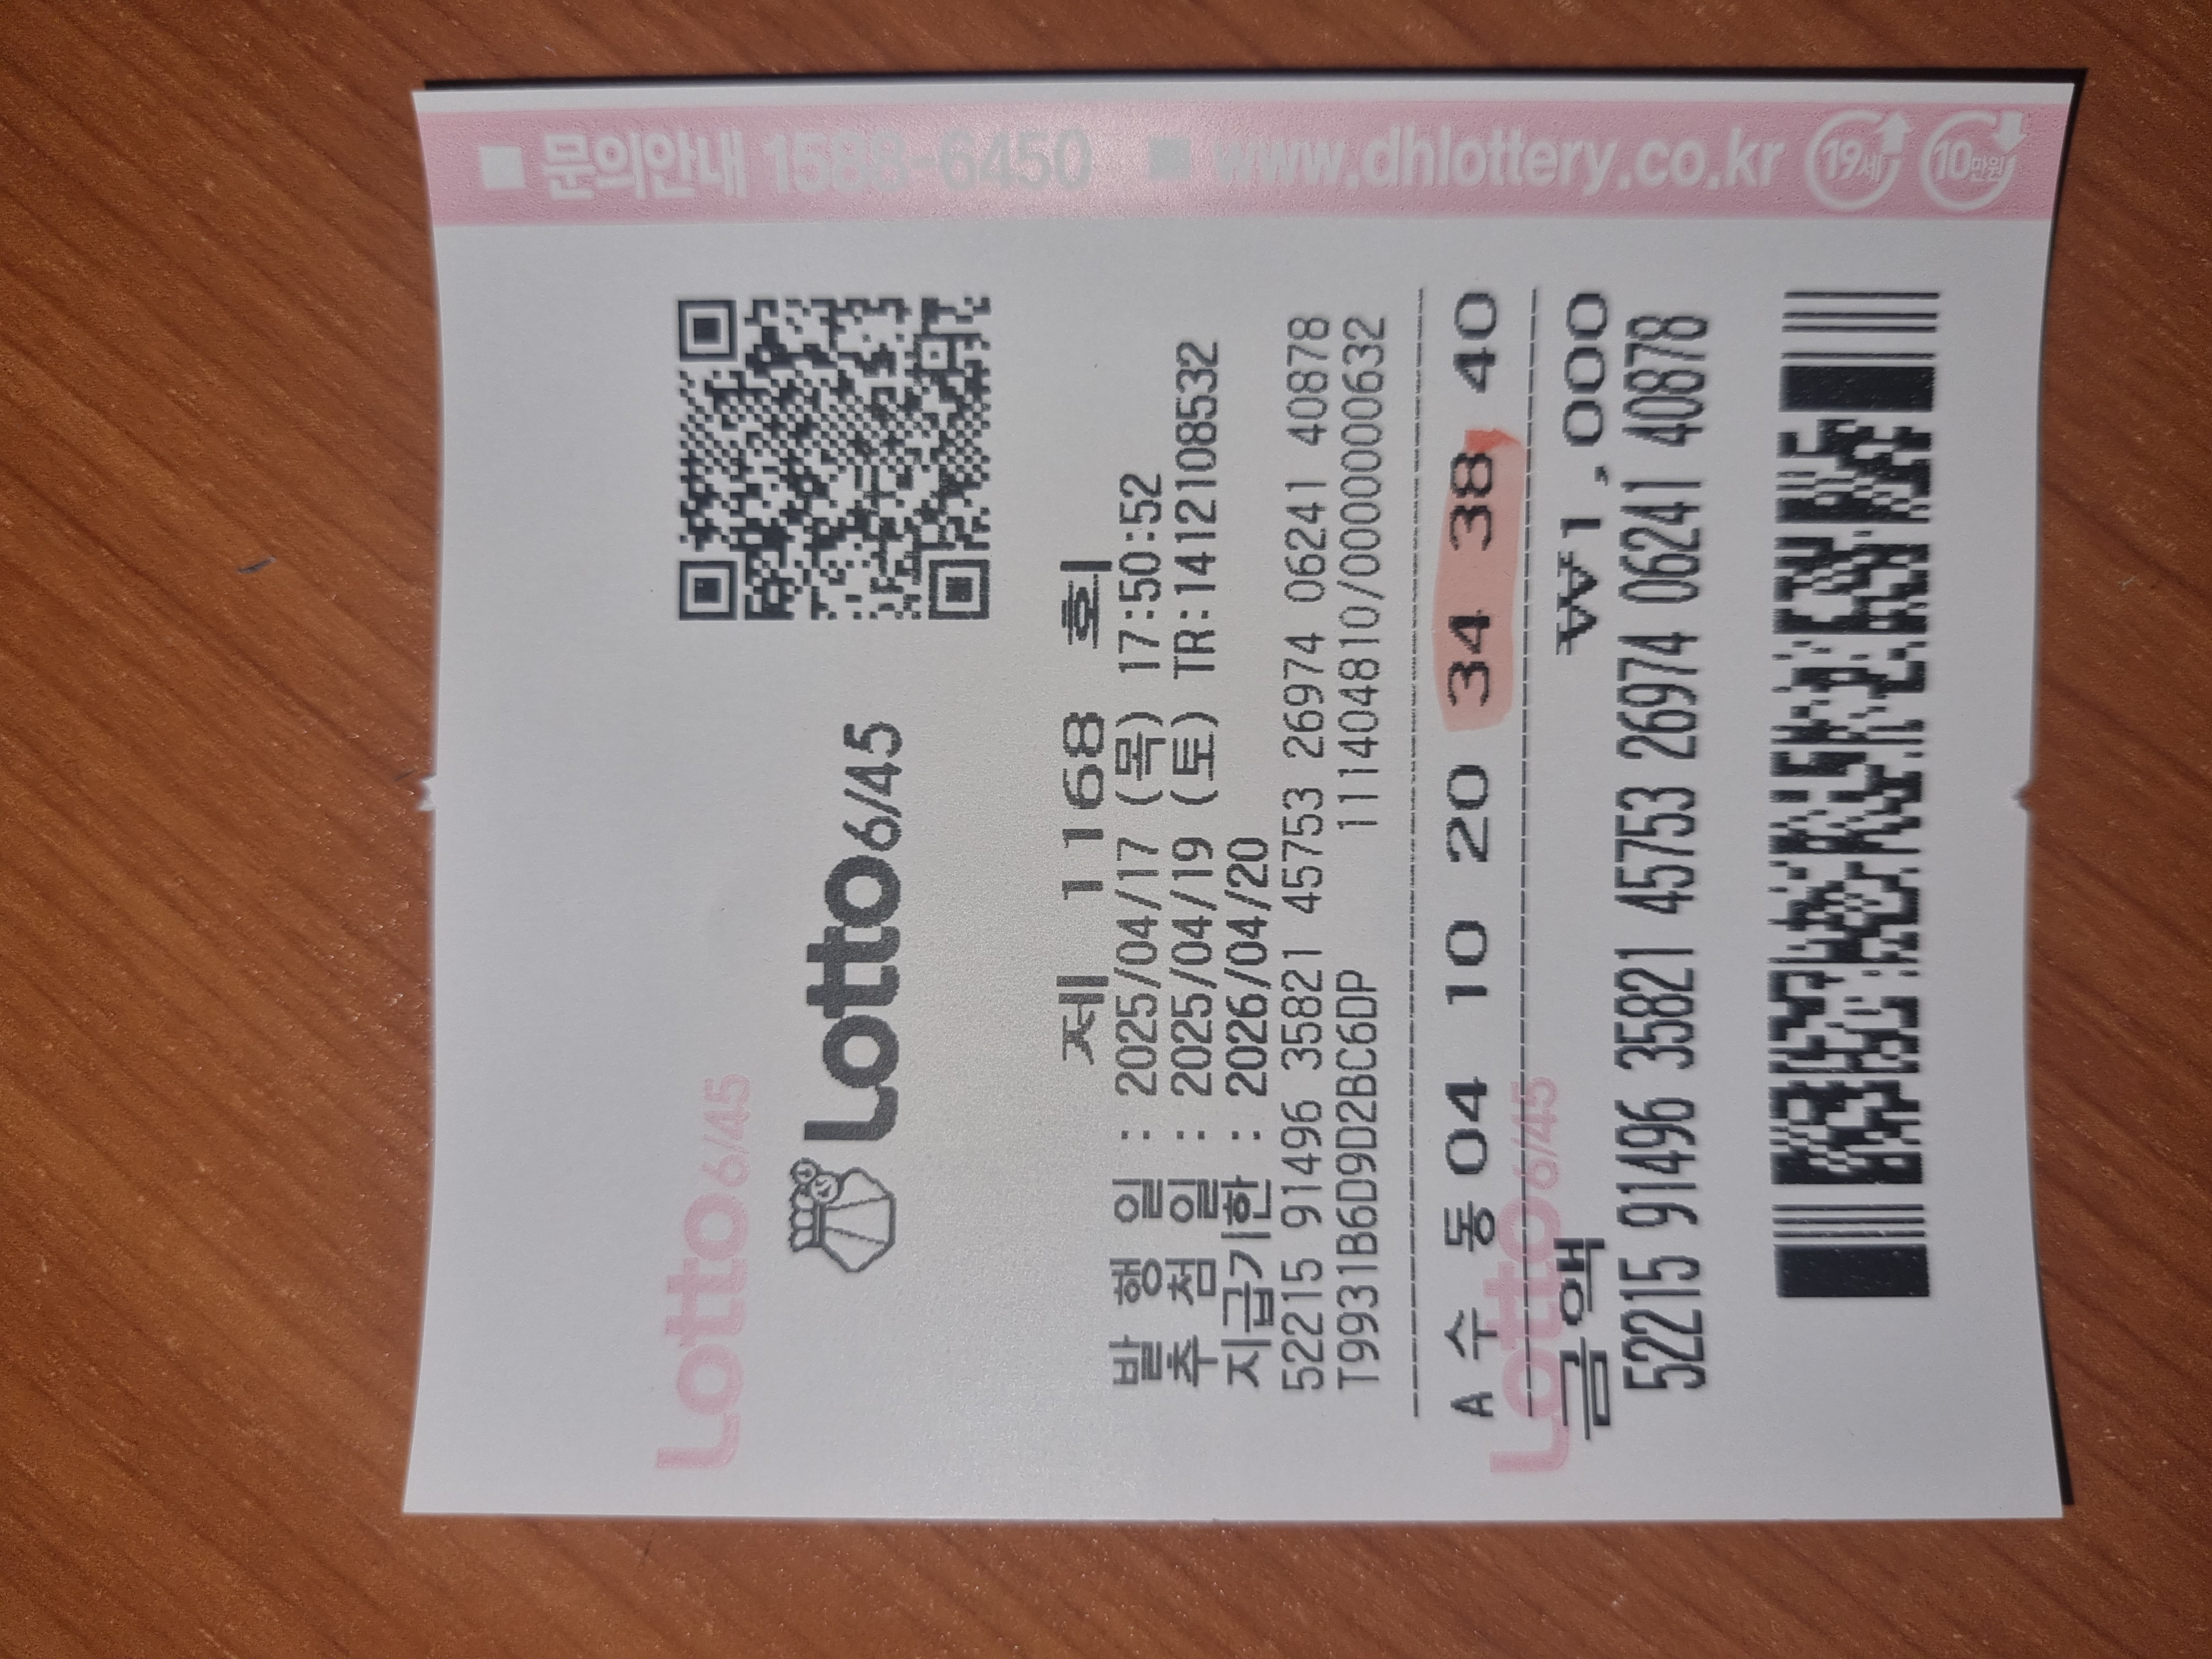 ■ 문의안내 1588-6450 ■ www.dhlottery.co.kr 19세 10만원
Lotto6/45
Lotto6/45
제 1168 회
발 행 일 : 2025/04/17 (목) 17:50:52
추 첨 일 : 2025/04/19 (토) TR:1412108532
지급기한 : 2026/04/20
52215 91496 35821 45753 26974 06241 40878
T9931B6D9D2BC6DP 111404810/0000000632
A 수 동 04 10 20 34 38 40
Lotto6/45
금액 ₩1,000
52215 91496 35821 45753 26974 06241 40878